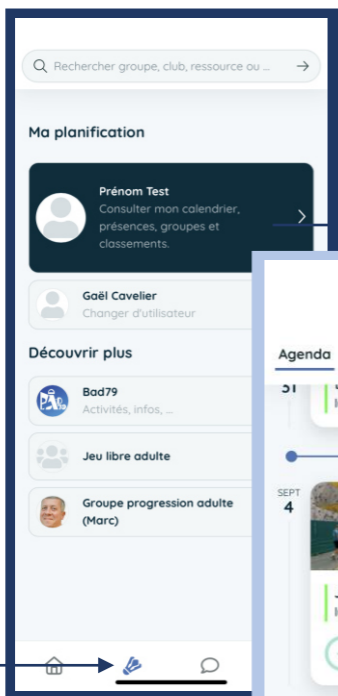 Rechercher groupe, club, ressource ou ...
Ma planification
Prénom Test
Consulter mon calendrier,
présences, groupes et
classements.
Gaël Cavelier
Changer d'utilisateur
Agenda
Découvrir plus
31
Bad79
Activités, infos, ...
Jeu libre adulte
SEPT
4
Groupe progression adulte
(Marc)